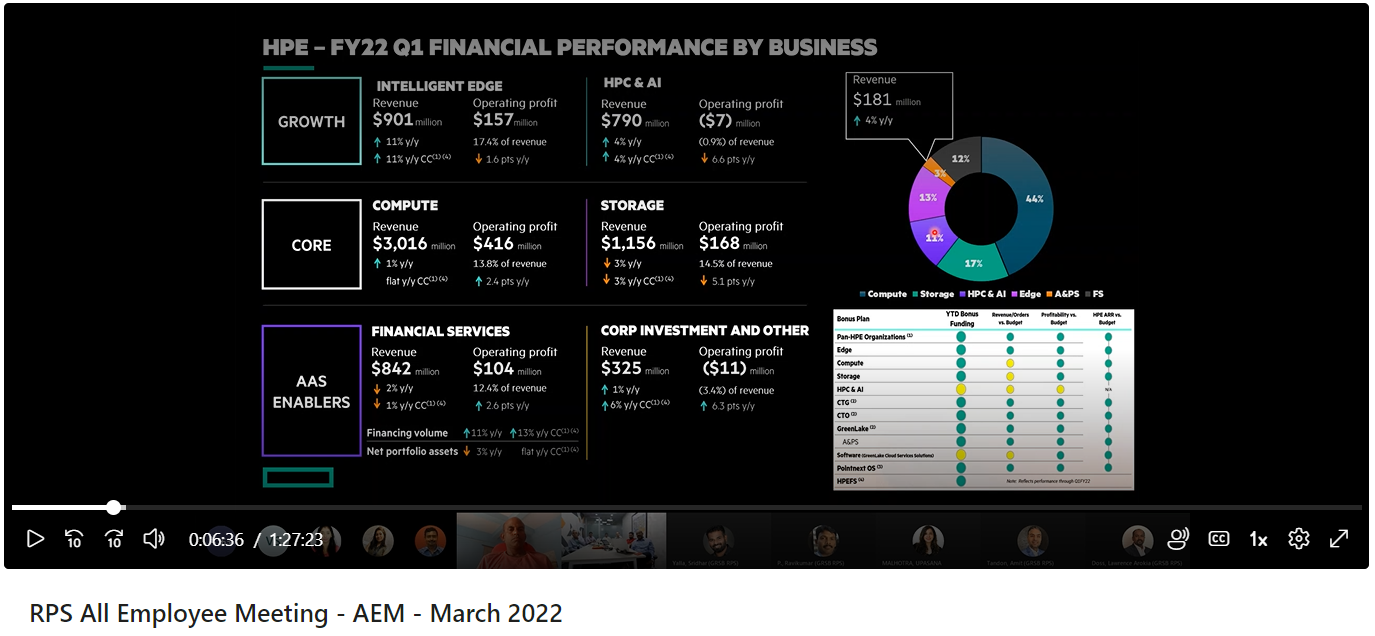 HPE – FY22 Q1 FINANCIAL PERFORMANCE BY BUSINESS
GROWTH
INTELLIGENT EDGE
Revenue
$901 million
↑ 11% y/y
↑ 11% y/y CC(1)(4)
Operating profit
$157 million
17.4% of revenue
↓ 1.6 pts y/y
HPC & AI
Revenue
$790 million
↑ 4% y/y
↑ 4% y/y CC(1)(4)
Operating profit
($7) million
(0.9%) of revenue
↓ 6.6 pts y/y
CORE
COMPUTE
Revenue
$3,016 million
↑ 1% y/y
flat y/y CC(1)(4)
Operating profit
$416 million
13.8% of revenue
↑ 2.4 pts y/y
STORAGE
Revenue
$1,156 million
↓ 3% y/y
↓ 3% y/y CC(1)(4)
Operating profit
$168 million
14.5% of revenue
↓ 5.1 pts y/y
AAS
ENABLERS
FINANCIAL SERVICES
Revenue
$842 million
↓ 2% y/y
↓ 1% y/y CC(1)(4)
Operating profit
$104 million
12.4% of revenue
↑ 2.6 pts y/y
Financing volume ↑11% y/y ↑13% y/y CC(1)(4)
Net portfolio assets ↓ 3% y/y flat y/y CC(1)(4)
CORP INVESTMENT AND OTHER
Revenue
$325 million
↑ 1% y/y
↑6% y/y CC(1)(4)
Operating profit
($11) million
(3.4%) of revenue
↑ 6.3 pts y/y
Revenue
$181 million
↑ 4% y/y
12%
3%
44%
13%
11%
17%
Compute Storage HPC & AI Edge A&PS FS
Bonus Plan YTD Bonus Funding Revenue/Orders vs. Budget Profitability vs. Budget HPE ARR vs. Budget
Pan-HPE Organizations (1)
Edge
Compute
Storage
HPC & AI N/A
CTG (2)
CTO (3)
GreenLake
A&PS
Software (GreenLake Cloud Services Solutions)
Pointnext OS
HPEFS (4)
Note: Reflects performance through Q1FY22
10 10 0:06:36 / 1:27:23 CC 1x
MALHOTRA, UPASANA
RPS All Employee Meeting - AEM - March 2022